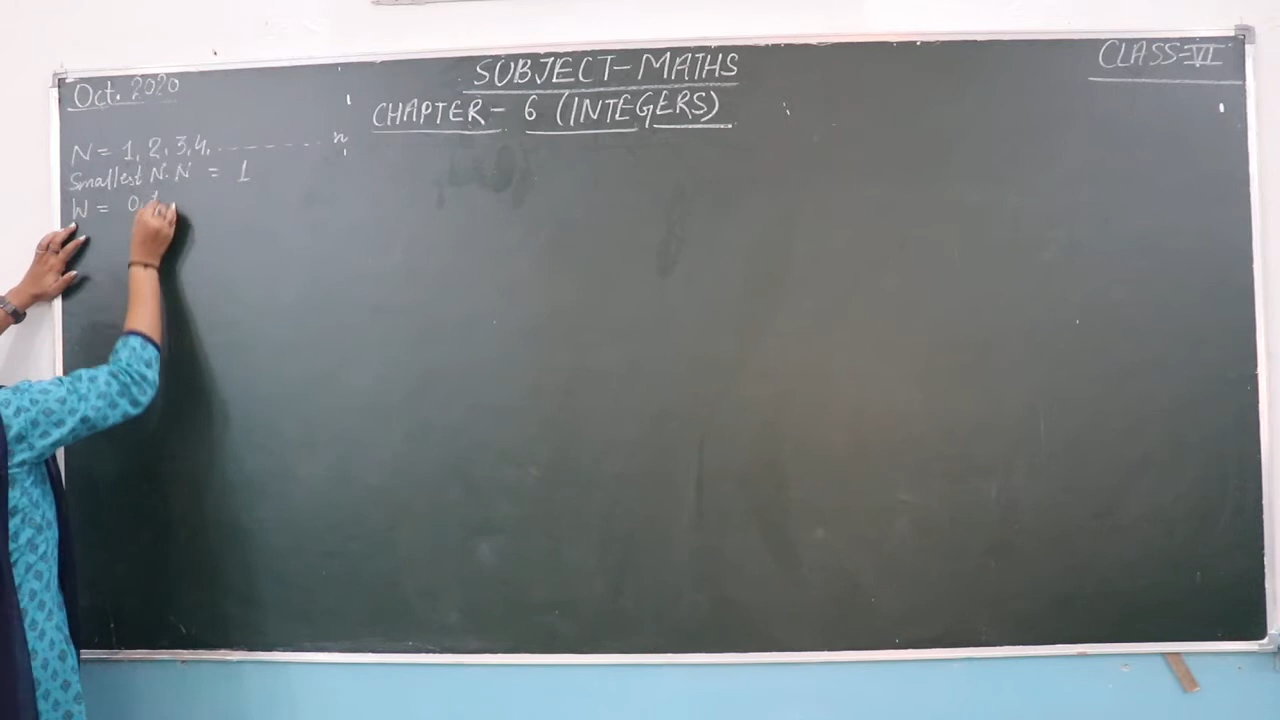 SUBJECT-MATHS
CLASS-VI
Oct. 2020
CHAPTER- 6 (INTEGERS)
N = 1, 2, 3, 4, ---------- n
Smallest N.N = 1
W = 0,